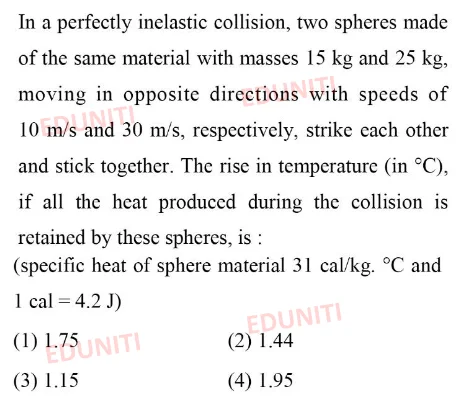 In a perfectly inelastic collision, two spheres made
of the same material with masses 15 kg and 25 kg,
moving in opposite directions with speeds of
10 m/s and 30 m/s, respectively, strike each other
and stick together. The rise in temperature (in °C),
if all the heat produced during the collision is
retained by these spheres, is :
(specific heat of sphere material 31 cal/kg. °C and
1 cal = 4.2 J)
(1) 1.75 (2) 1.44
(3) 1.15 (4) 1.95
EDUNITI
EDUNITI
EDUNITI
EDUNITI